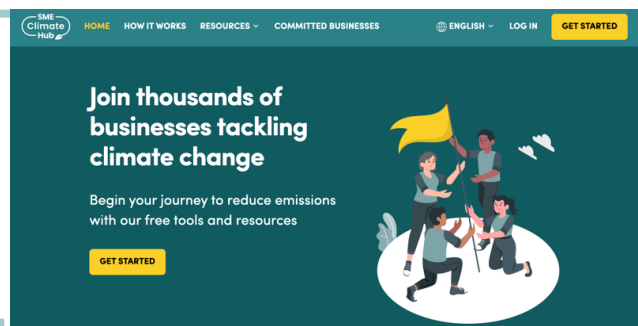 SME
Climate
Hub
HOME HOW IT WORKS RESOURCES COMMITTED BUSINESSES ENGLISH LOG IN GET STARTED
Join thousands of
businesses tackling
climate change
Begin your journey to reduce emissions
with our free tools and resources
GET STARTED